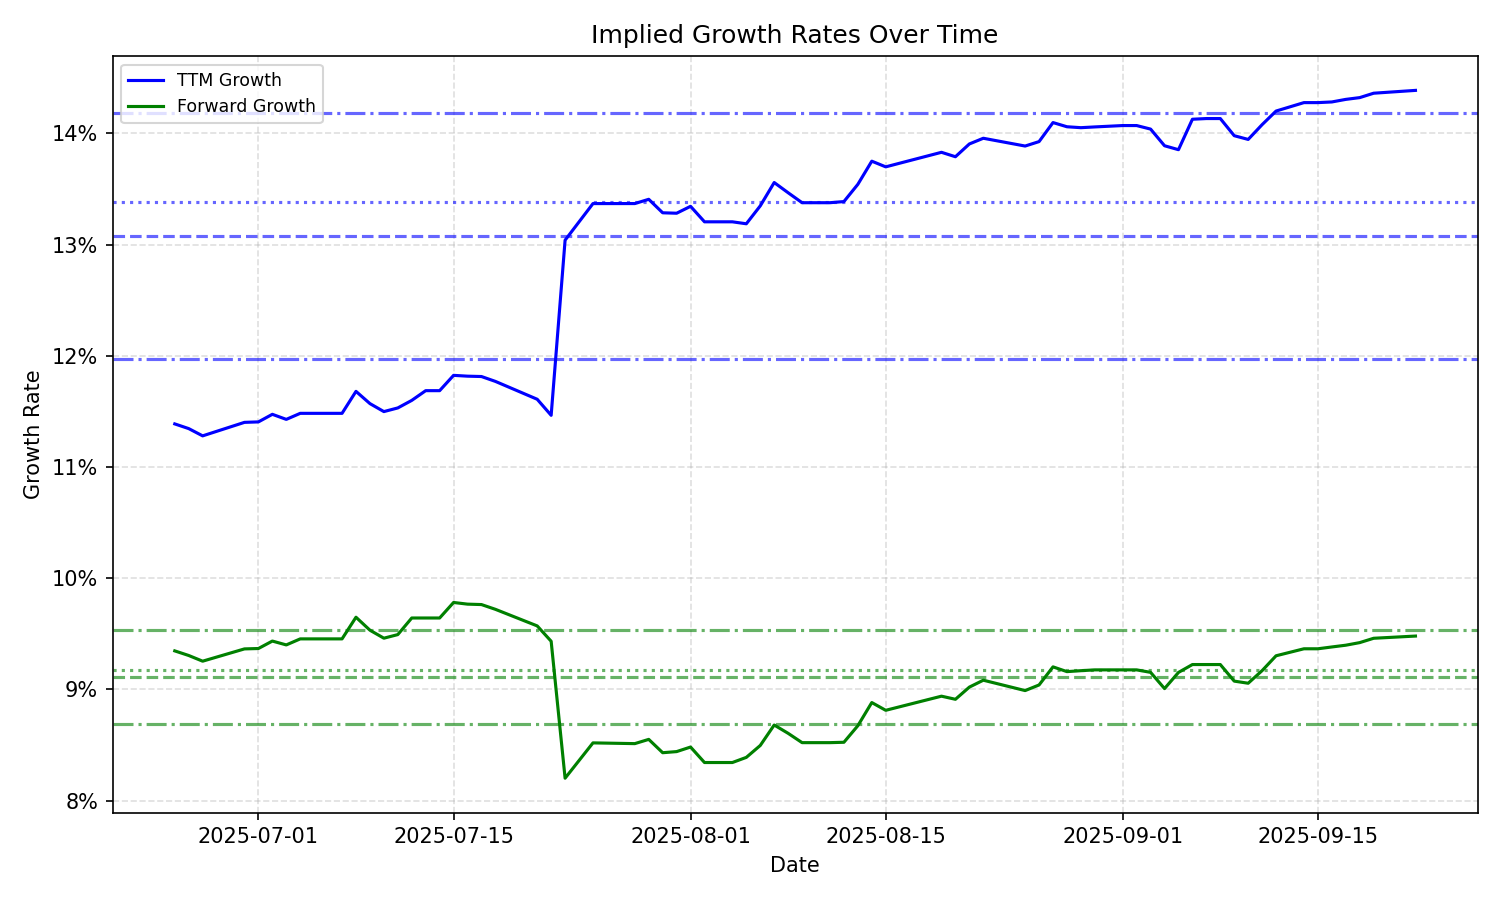 Implied Growth Rates Over Time
TTM Growth
Forward Growth
14%
13%
12%
11%
10%
9%
8%
Growth Rate
2025-07-01
2025-07-15
2025-08-01
2025-08-15
2025-09-01
2025-09-15
Date